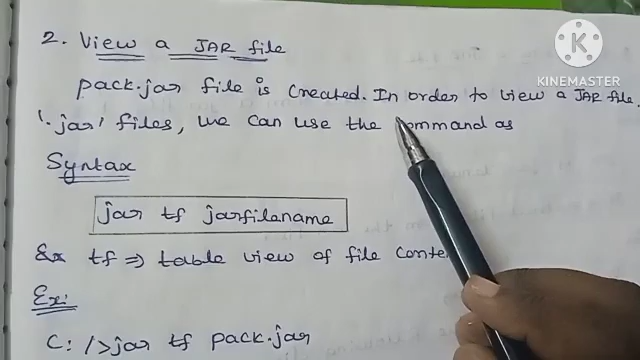 2. View a JAR file
pack.jar file is created. In order to view a JAR file.
'.jar' files, we can use the command as
Syntax
jar tf jarfilename
Ex tf => table view of file conte
Ex:
C:/>jar tf pack.jar
KINEMASTER